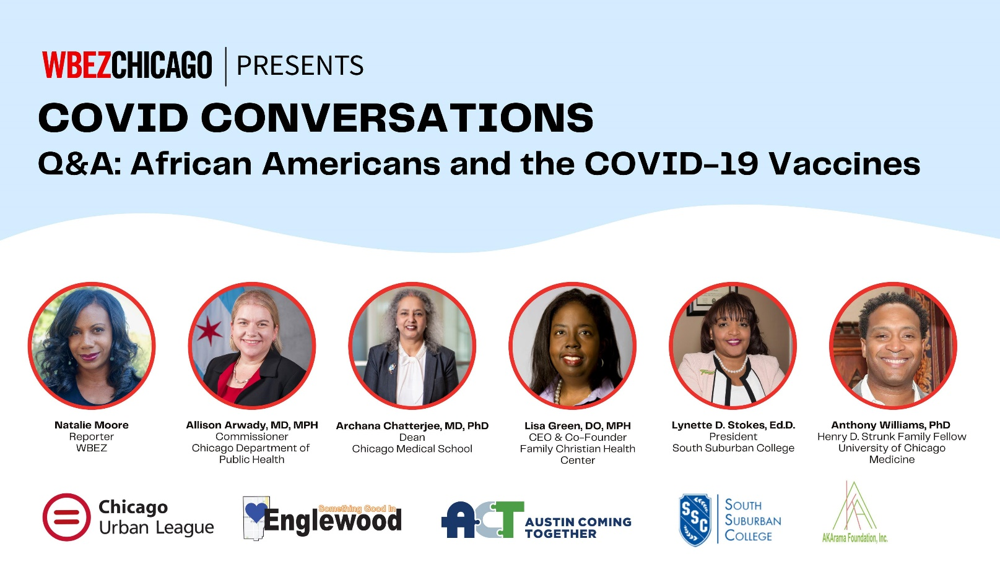 WBEZCHICAGO | PRESENTS
COVID CONVERSATIONS
Q&A: African Americans and the COVID-19 Vaccines
Natalie Moore
Reporter
WBEZ
Allison Arwady, MD, MPH
Commissioner
Chicago Department of
Public Health
Archana Chatterjee, MD, PhD
Dean
Chicago Medical School
Lisa Green, DO, MPH
CEO & Co-Founder
Family Christian Health
Center
Lynette D. Stokes, Ed.D.
President
South Suburban College
Anthony Williams, PhD
Henry D. Strunk Family Fellow
University of Chicago
Medicine
Chicago
Urban League
Something Good In
Englewood
ACT
AUSTIN COMING
TOGETHER
SSC
SOUTH
SUBURBAN
COLLEGE
AKA
AKArama Foundation, Inc.